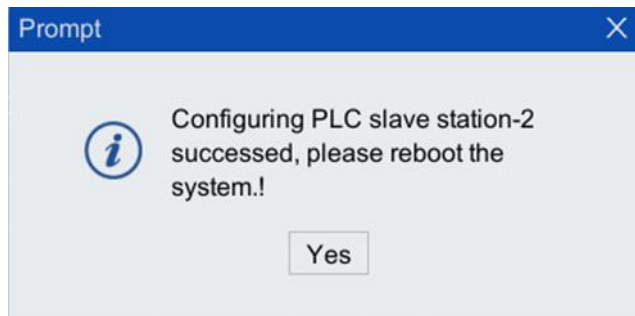 Prompt
Configuring PLC slave station-2
successed, please reboot the
system.!
Yes